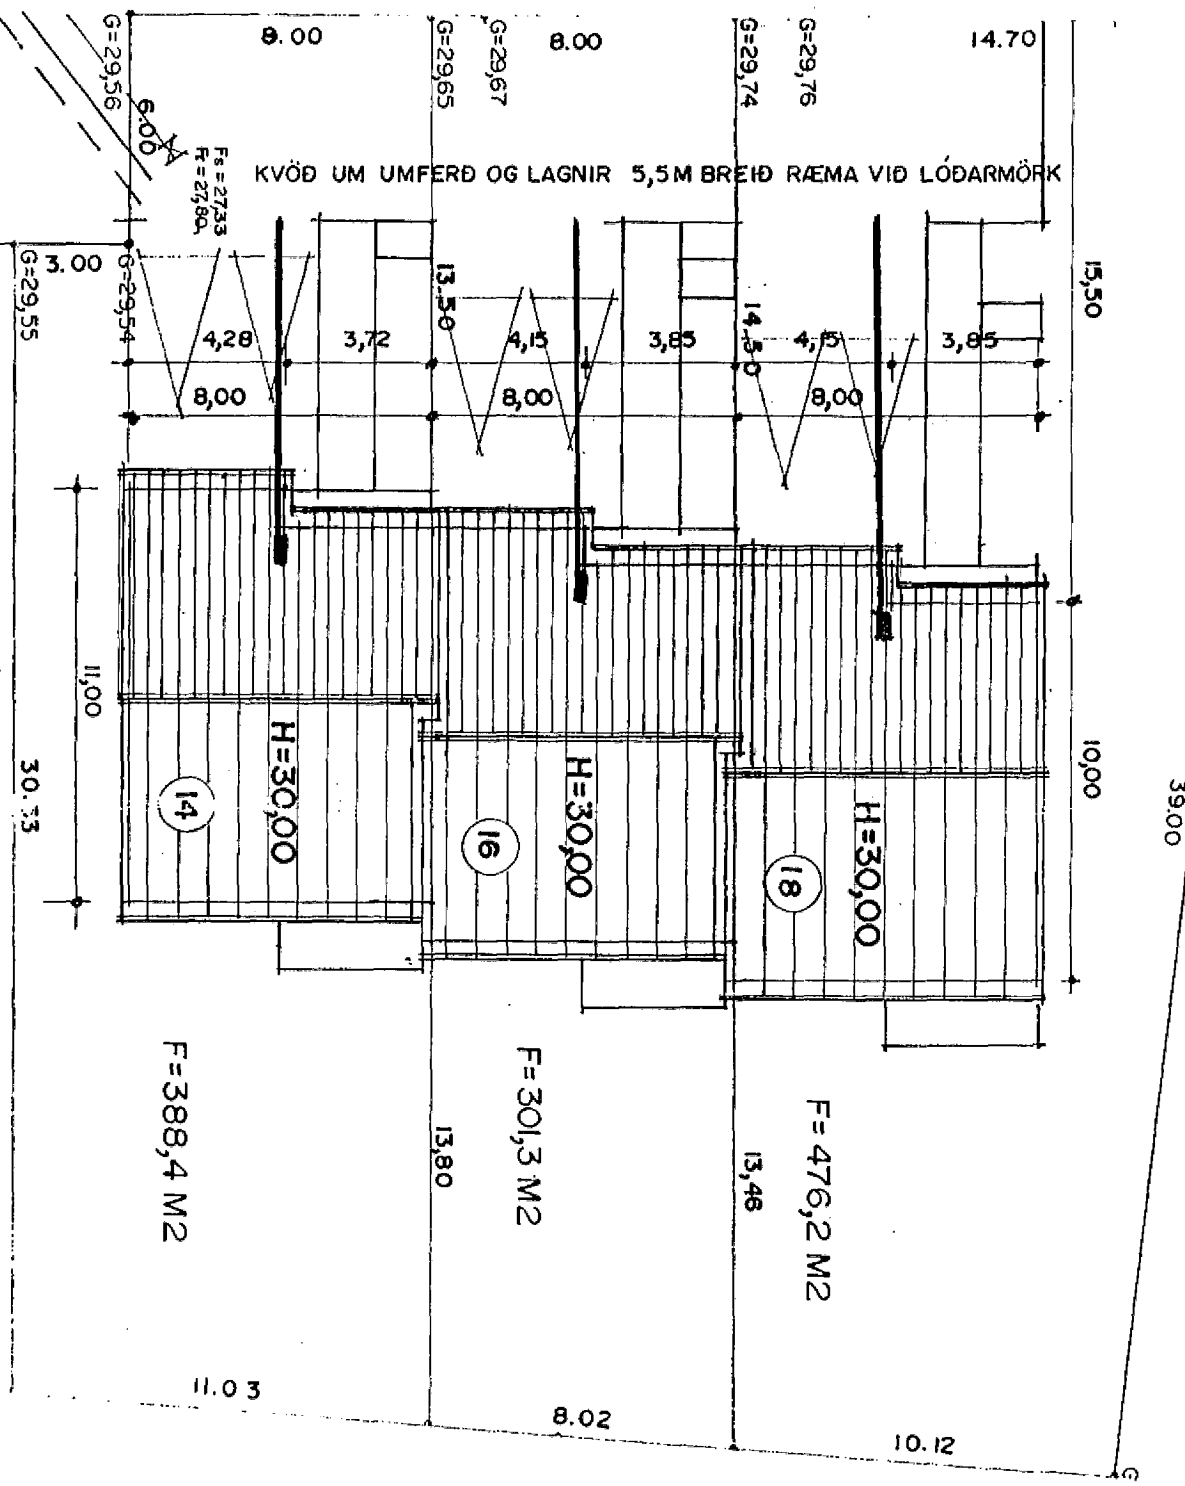 8.00
8.00
14.70
G=29,56
G=29,65
G=29,67
G=29,74
G=29,76
6.00
Fs=27,33
Fr=27,80
KVÖÐ UM UMFERÐ OG LAGNIR 5,5M BREIÐ RÆMA VIÐ LÓÐARMÖRK
3.00
G=29,55
G=29,54
13.50
14.50
15,50
4,28
3,72
4,15
3,85
4,15
3,85
8,00
8,00
8,00
11,00
10,00
39.00
H=30,00
H=30,00
H=30,00
14
16
18
F=388,4 M2
F=301,3 M2
F=476,2 M2
13,80
13,46
11.03
8.02
10.12